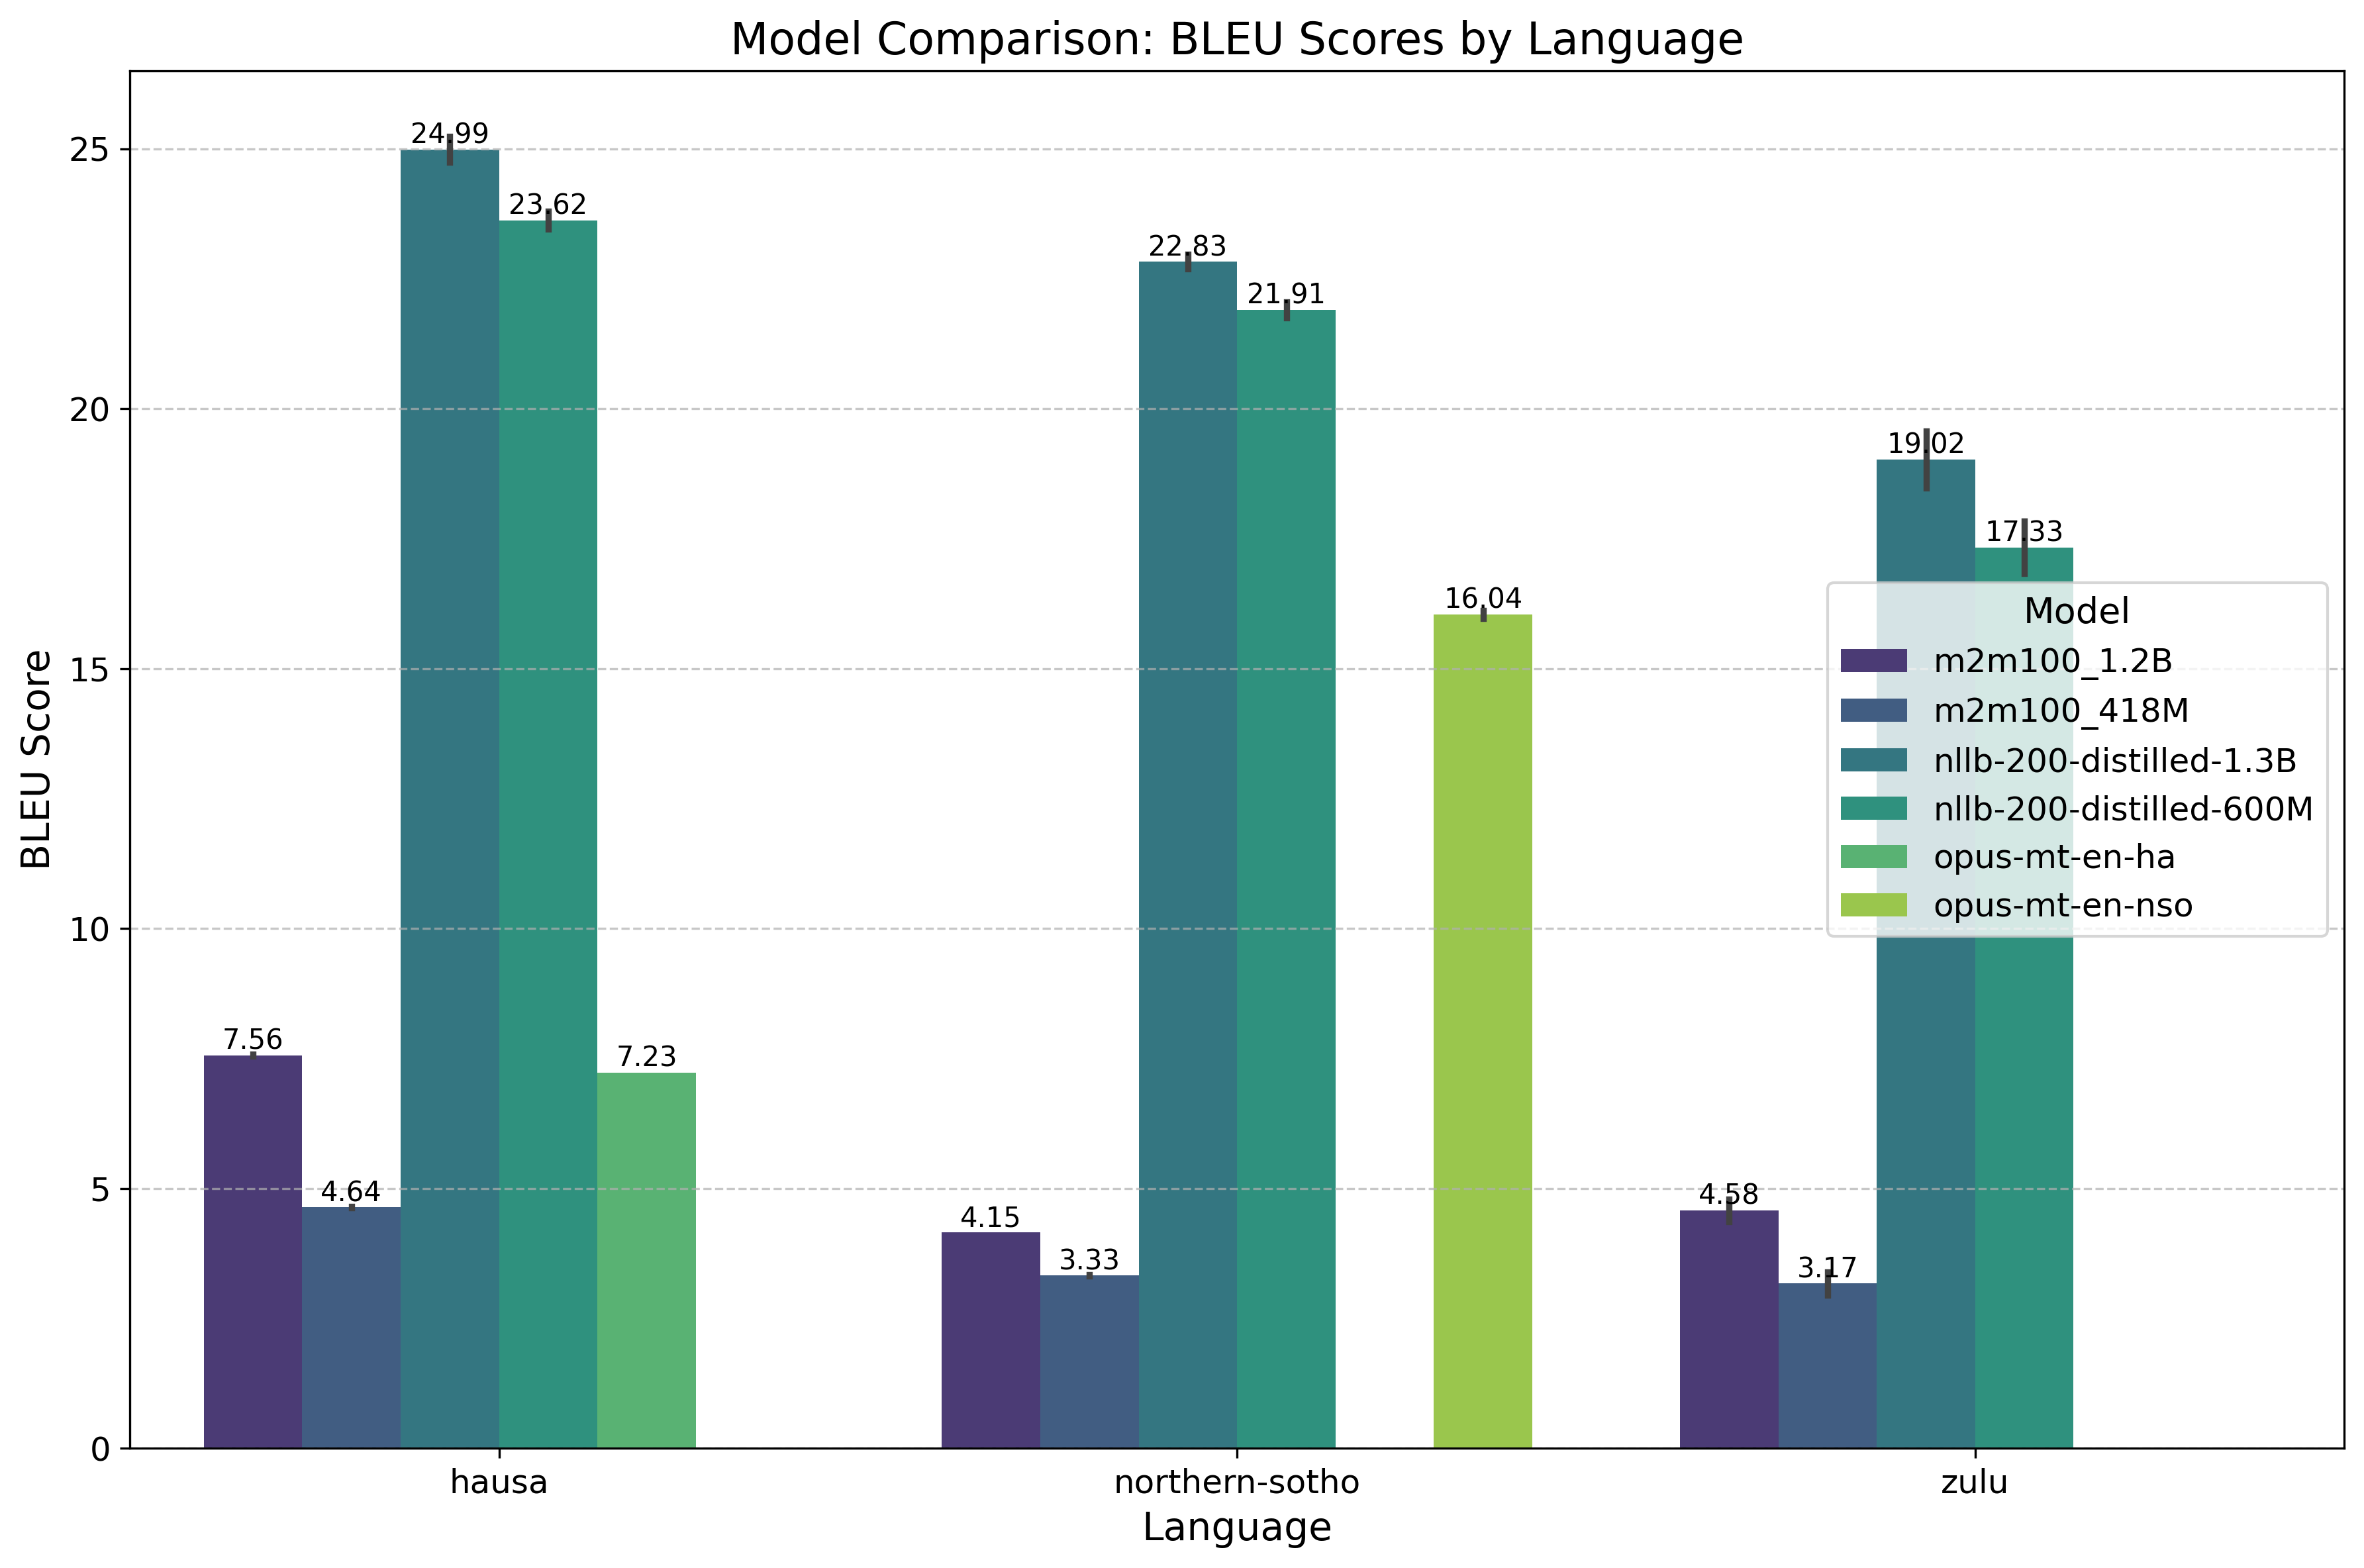 Model Comparison: BLEU Scores by Language
BLEU Score
25
20
15
10
5
0
24.99
23.62
22.83
21.91
19.02
17.33
16.04
7.56
7.23
4.64
4.15
3.33
4.58
3.17
Model
m2m100_1.2B
m2m100_418M
nllb-200-distilled-1.3B
nllb-200-distilled-600M
opus-mt-en-ha
opus-mt-en-nso
hausa
northern-sotho
zulu
Language